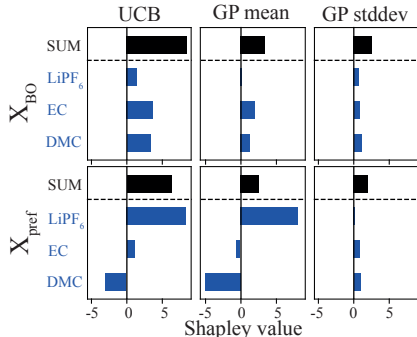 UCB GP mean GP stddev
X_BO
SUM
LiPF₆
EC
DMC
X_pref
SUM
LiPF₆
EC
DMC
-5 0 5 -5 0 5 -5 0 5
Shapley value